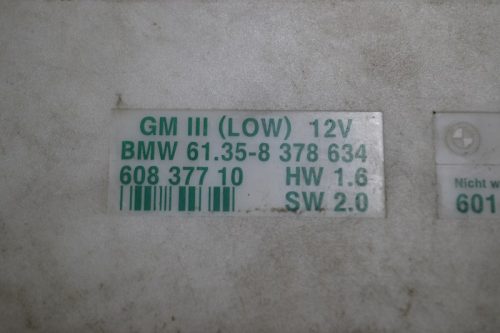 GM III (LOW) 12V
BMW 61.35-8 378 634
608 377 10 HW 1.6
SW 2.0
Nicht w
601